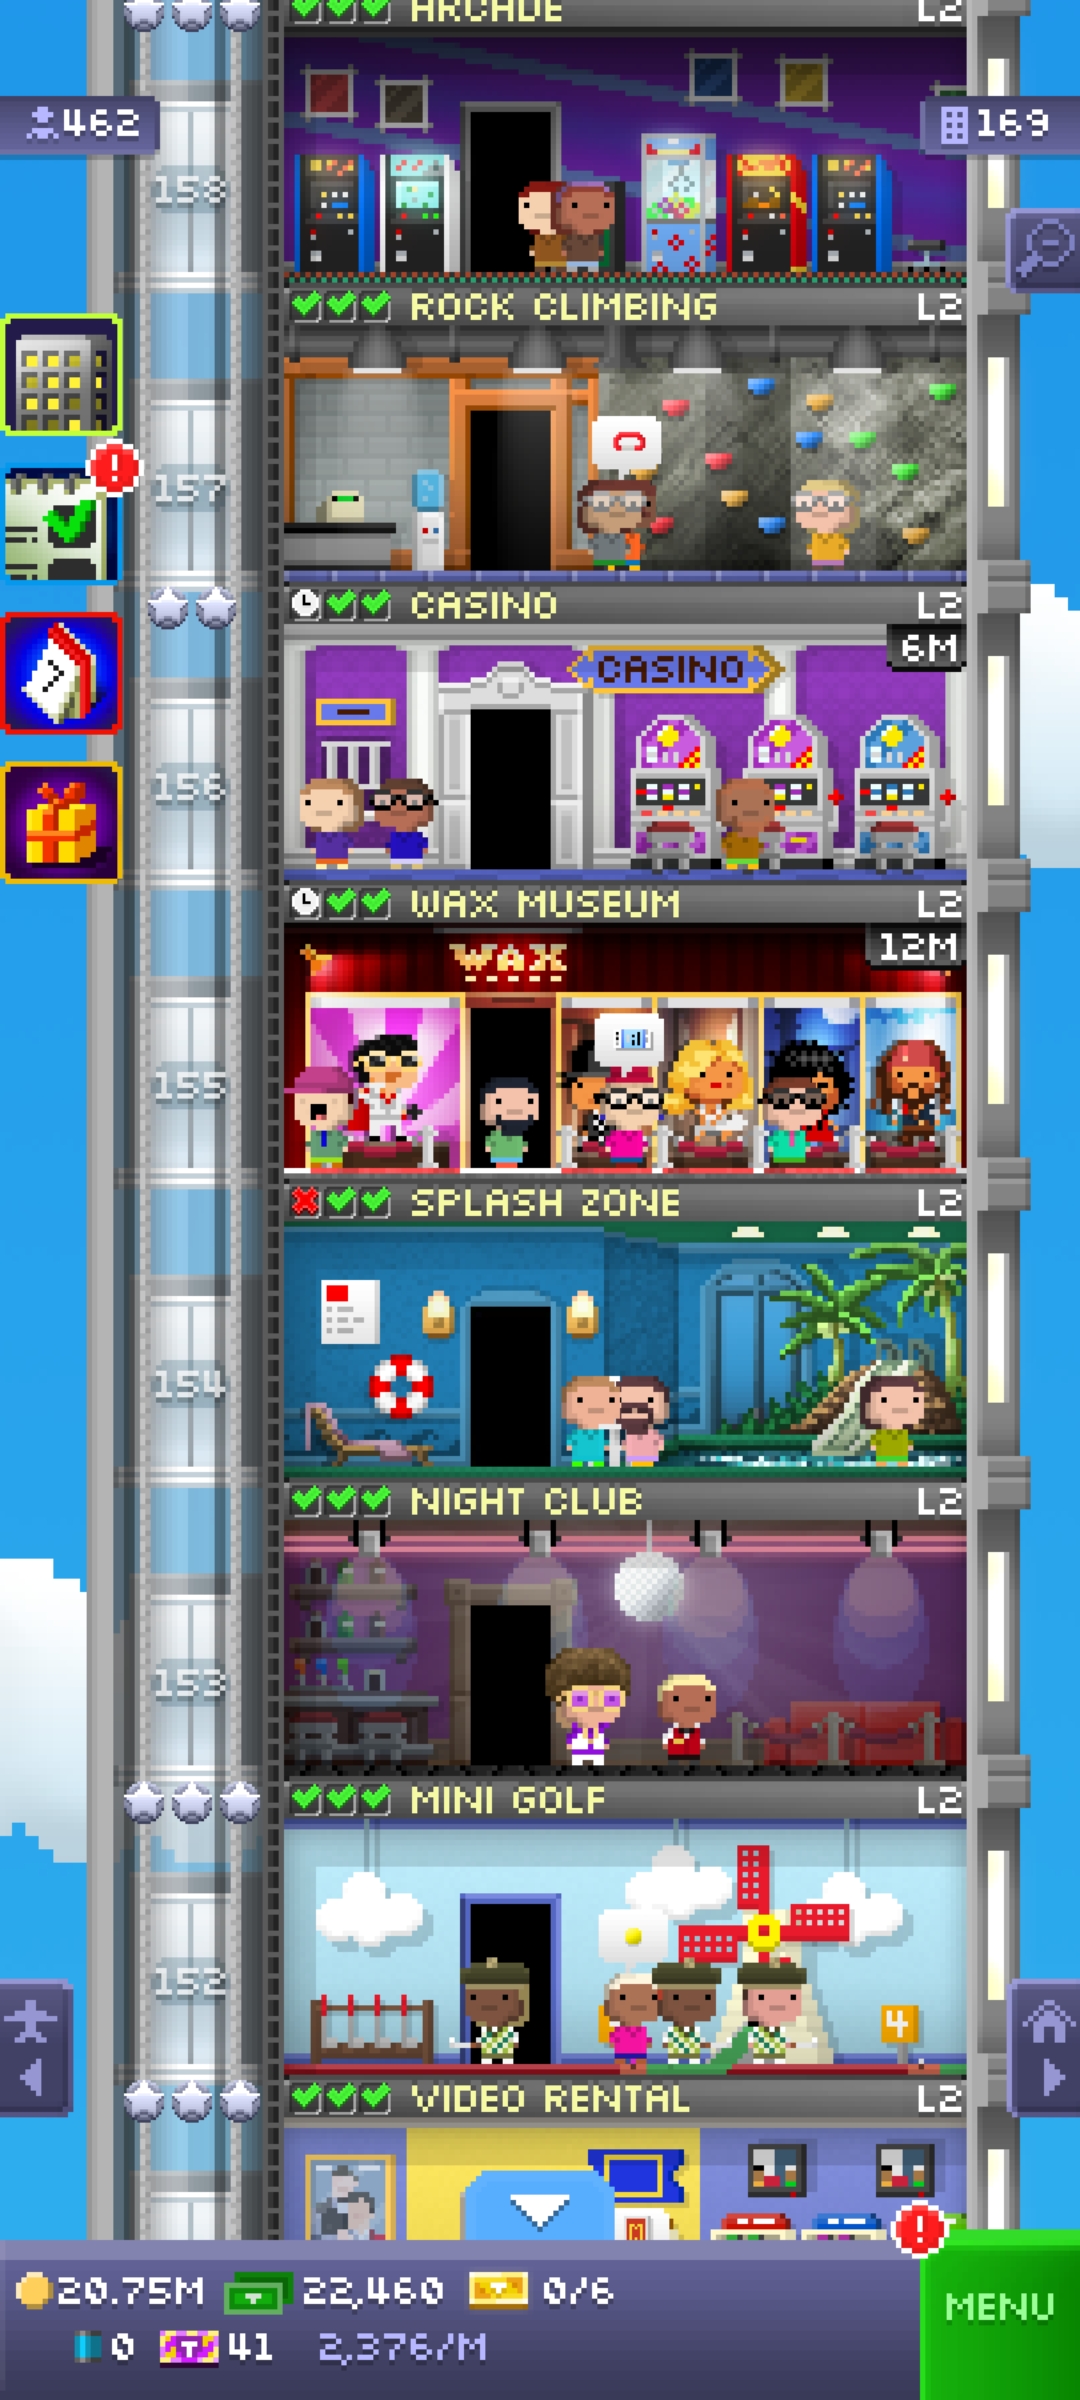 ARCADE L2
462
169
158
ROCK CLIMBING L2
157
CASINO L2
6M
CASINO
156
WAX MUSEUM L2
12M
WAX
155
SPLASH ZONE L2
154
NIGHT CLUB L2
153
MINI GOLF L2
152
4
VIDEO RENTAL L2
M
20.75M 22,460 0/6
MENU
0 T 41 2,376/M